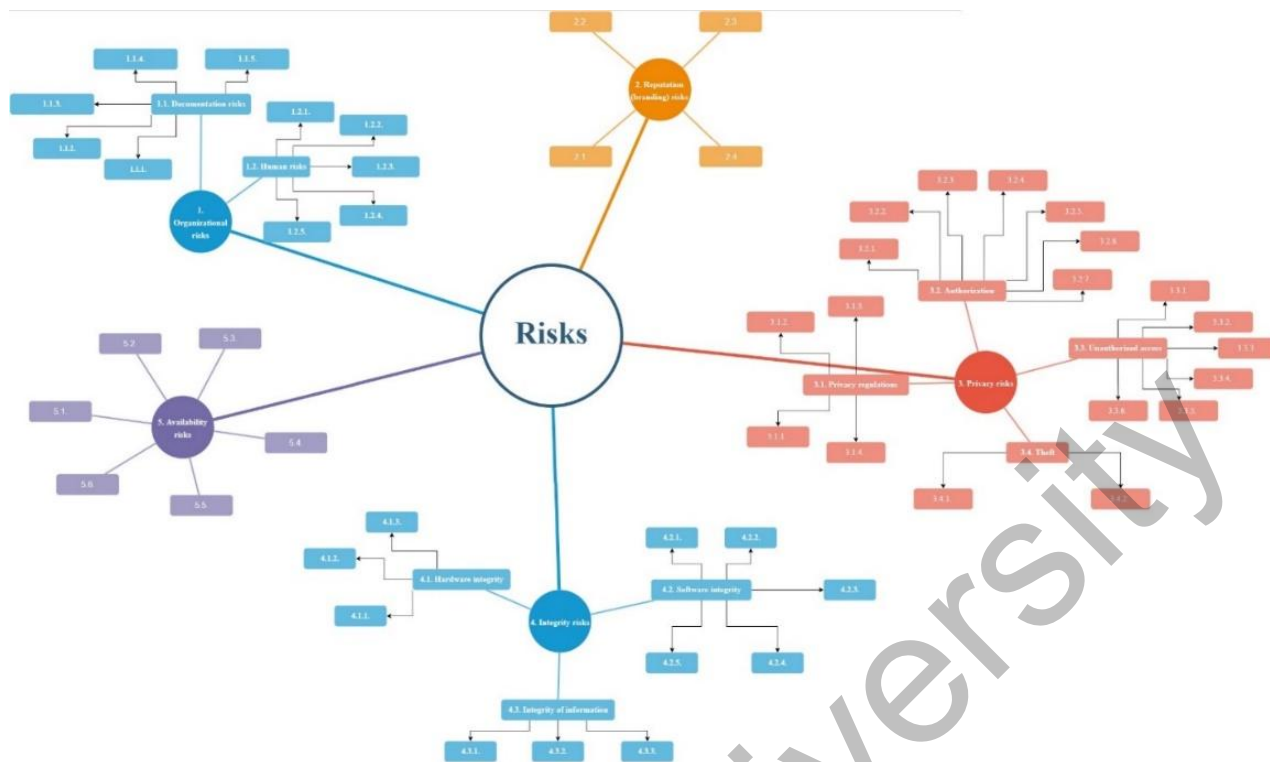 2.2
2.3
1.1.4.
1.1.5.
2. Reputation
(branding) risks
1.1.3.
1.1. Documentation risks
1.2.1.
1.2.2.
1.1.2.
1.1.1.
1.2. Human risks
1.2.3.
2.1
2.4
1.
Organizational
risks
1.2.4.
1.2.5.
3.2.3
3.2.4.
3.2.2.
3.2.1.
3.2. Authorization
3.3.1
3.3.2.
Risks
3.1.2.
3.1.3.
3.3. Unauthorized access
3.3.3
5.2.
5.3.
3.1. Privacy regulations
3. Privacy risks
3.3.4.
5.1.
5. Availability
risks
5.4.
3.1.1
3.1.4.
3.3.6.
5.6.
5.5.
3.4. Theft
3.4.1.
3.4.2.
4.1.3.
4.2.1.
4.2.2.
4.1.2.
4.1. Hardware integrity
4.2. Software integrity
4.2.3.
4.1.1.
4. Integrity risks
4.2.5.
4.2.4.
4.3. Integrity of information
4.3.1.
4.3.2.
4.3.3.
iversity